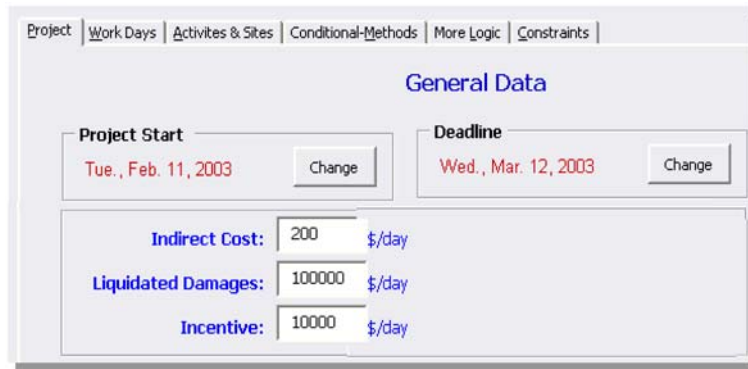 Project | Work Days | Activites & Sites | Conditional-Methods | More Logic | Constraints |
General Data
Project Start
Tue., Feb. 11, 2003 Change
Deadline
Wed., Mar. 12, 2003 Change
Indirect Cost: 200 $/day
Liquidated Damages: 100000 $/day
Incentive: 10000 $/day